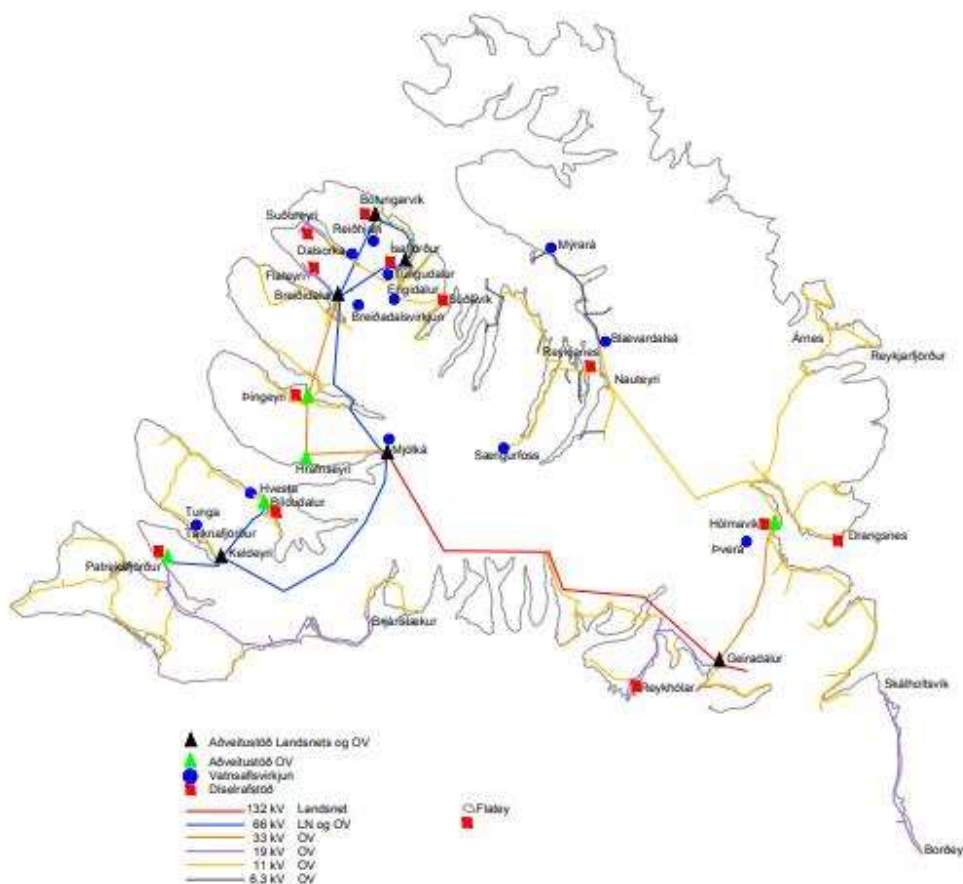 Bolungarvík
Suðureyri
Reiðhjalli
Dalsorka
Ísafjörður
Mýrará
Tungudalur
Flateyri
Engidalur
Breiðidalur
Súðavík
Breiðadalsvirkjun
Blævardalsá
Árnes
Reykjanes
Reykjarfjörður
Nauteyri
Þingeyri
Mjólká
Sængurfoss
Hrafnseyri
Hvesta
Bíldudalur
Tunga
Hólmavík
Tálknafjörður
Þverá
Drangsnes
Keldeyri
Patreksfjörður
Brjánslækur
Geiradalur
Reykhólar
Skálholtsvík
Aðveitustöð Landsnets og OV
Aðveitustöð OV
Vatnsaflsvirkjun
Díselrafstöð
132 kV Landsnet
Flatey
66 kV LN og OV
33 kV OV
19 kV OV
11 kV OV
6,3 kV OV
Borðey